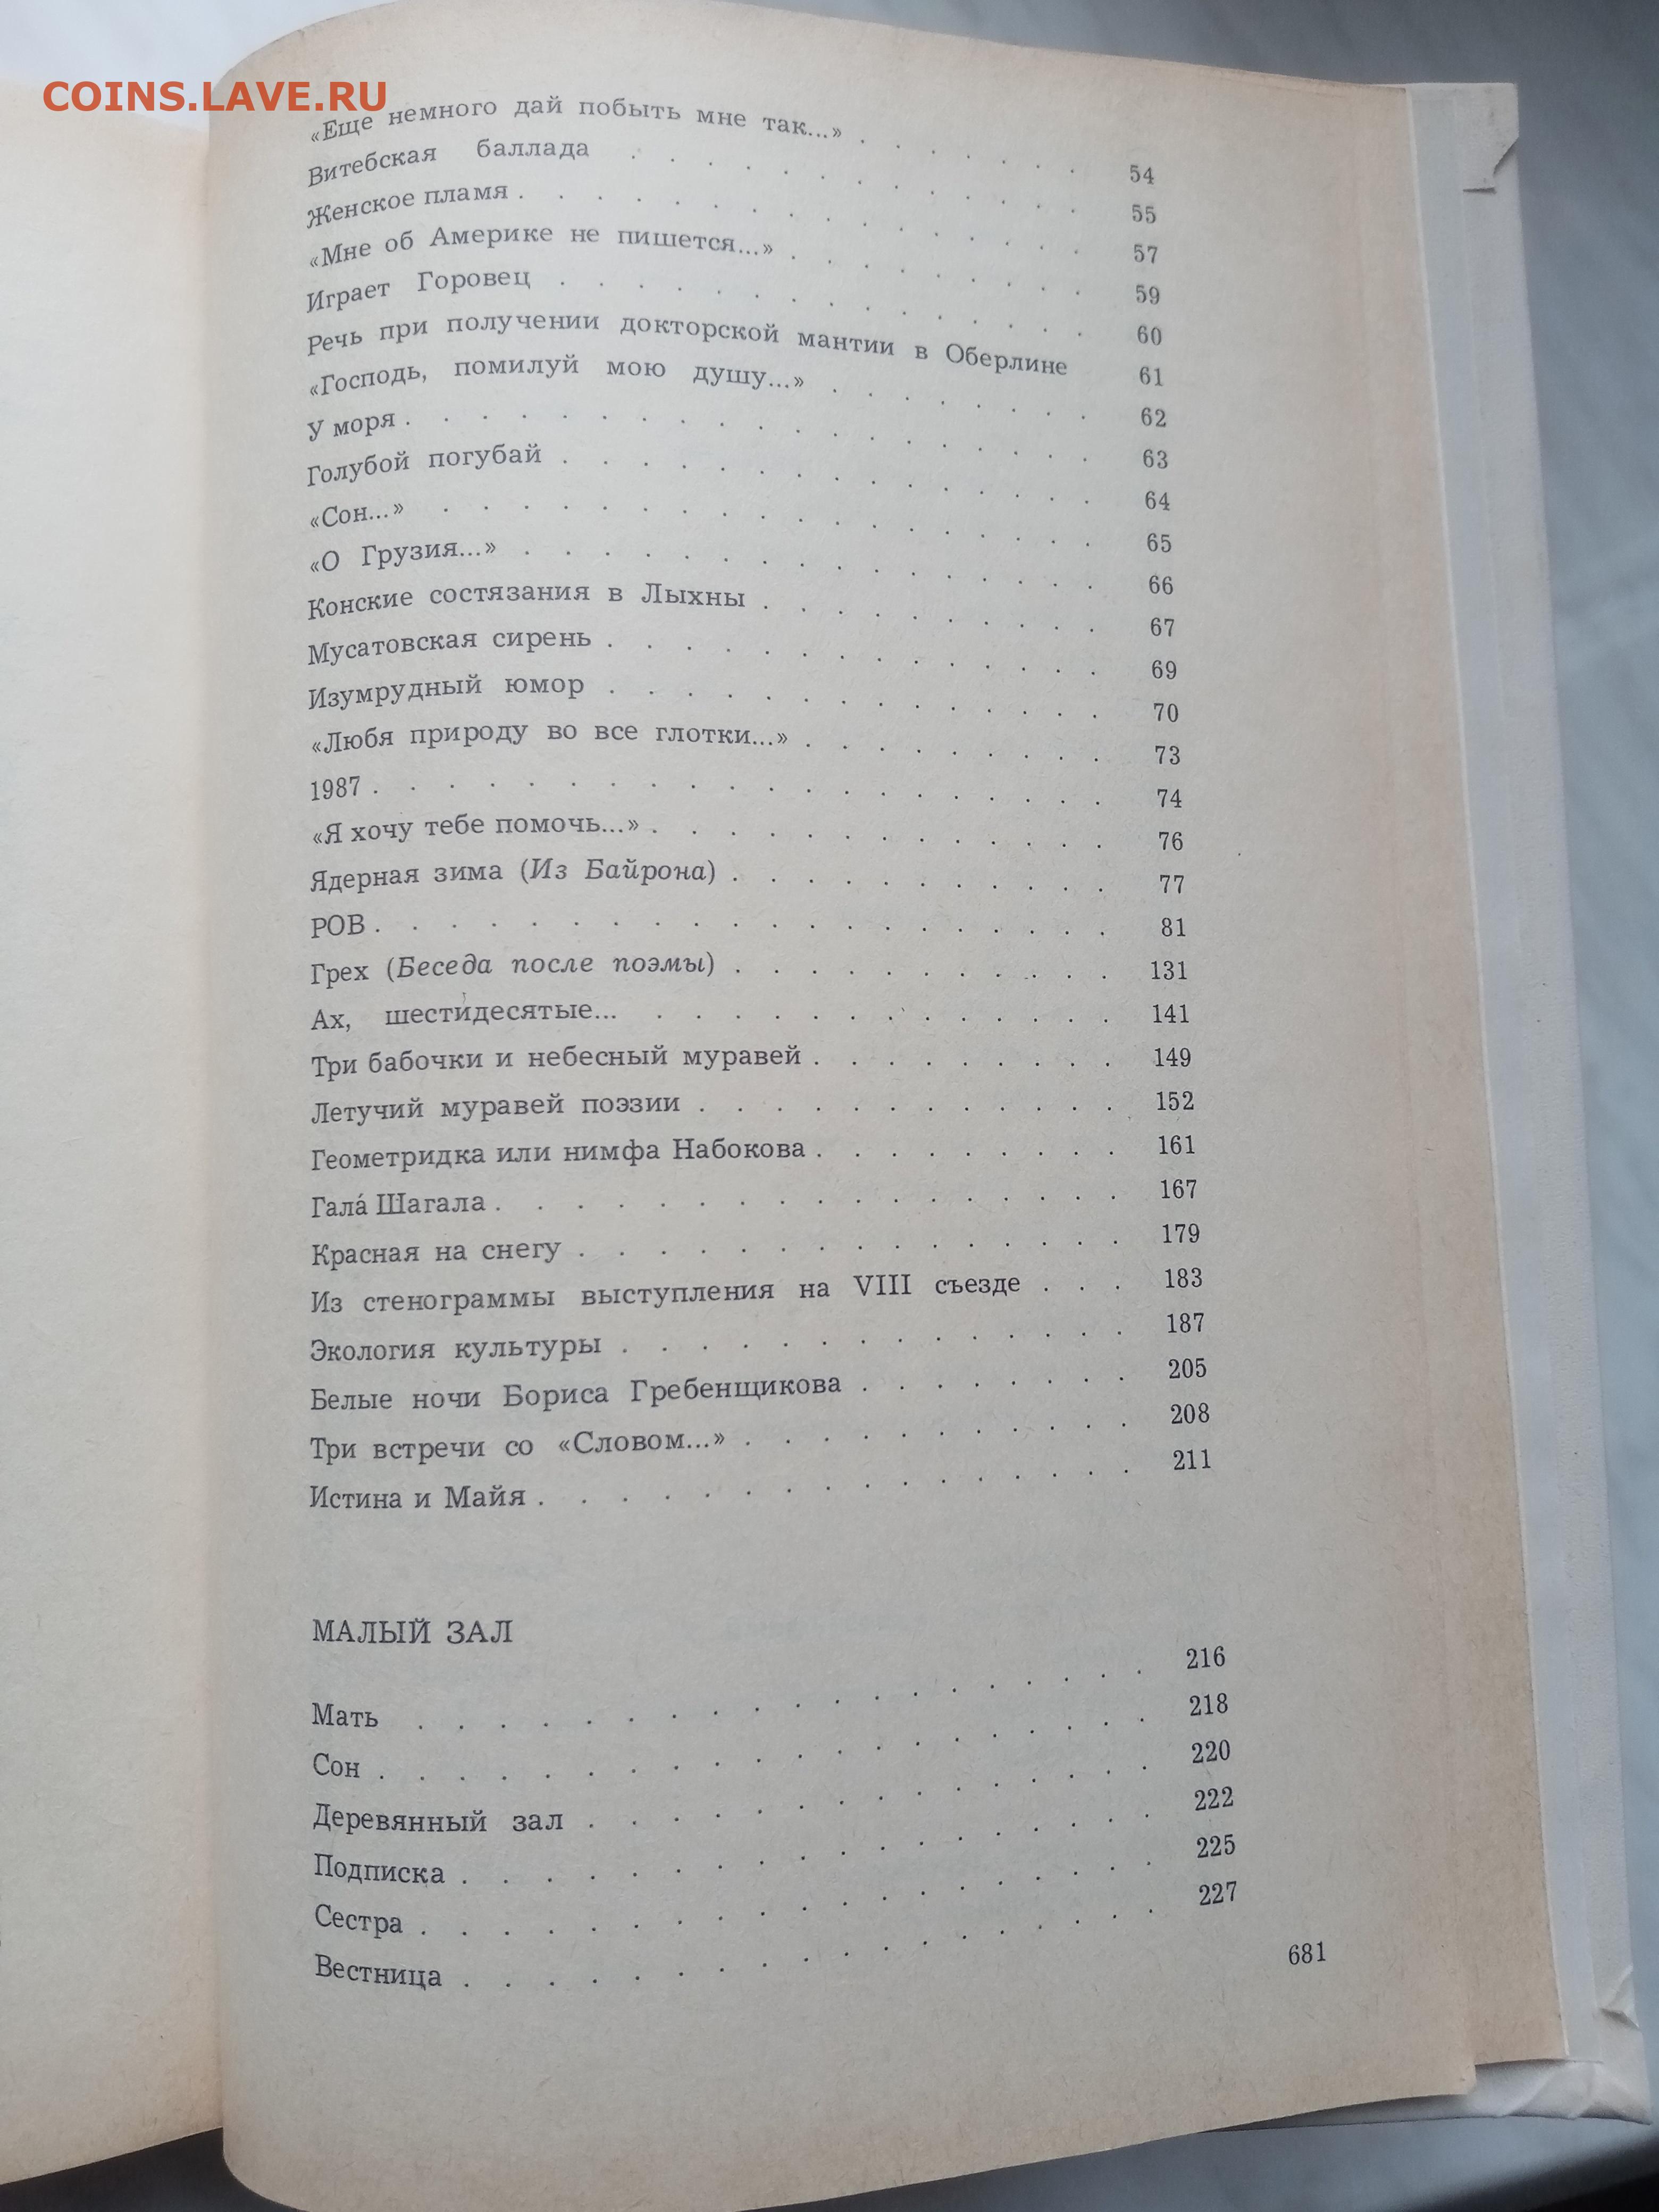 COINS.LAVE.RU
«Еще немного дай побыть мне так...» . . . . . . . 54
Витебская баллада . . . . . . . . . . . . 55
Женское пламя . . . . . . . . . . . . . . . 57
«Мне об Америке не пишется...» . . . . . . . . . 59
Играет Горовец . . . . . . . . . . . . . . 60
Речь при получении докторской мантии в Оберлине 61
«Господь, помилуй мою душу...» . . . . . . . . 62
У моря . . . . . . . . . . . . . . . . . . 63
Голубой погубай . . . . . . . . . . . . . . 64
«Сон...» . . . . . . . . . . . . . . . . . 65
«О Грузия...» . . . . . . . . . . . . . . . 66
Конские состязания в Лыхны . . . . . . . . . 67
Мусатовская сирень . . . . . . . . . . . . . 69
Изумрудный юмор . . . . . . . . . . . . . 70
«Любя природу во все глотки...» . . . . . . . . 73
1987 . . . . . . . . . . . . . . . . . . . 74
«Я хочу тебе помочь...» . . . . . . . . . . . . 76
Ядерная зима (Из Байрона) . . . . . . . . . . 77
РОВ . . . . . . . . . . . . . . . . . . . 81
Грех (Беседа после поэмы) . . . . . . . . . . 131
Ах, шестидесятые... . . . . . . . . . . . . 141
Три бабочки и небесный муравей . . . . . . . . 149
Летучий муравей поэзии . . . . . . . . . . . 152
Геометридка или нимфа Набокова . . . . . . . . 161
Гала́ Шагала . . . . . . . . . . . . . . . . 167
Красная на снегу . . . . . . . . . . . . . . 179
Из стенограммы выступления на VIII съезде . . . 183
Экология культуры . . . . . . . . . . . . . 187
Белые ночи Бориса Гребенщикова . . . . . . . . 205
Три встречи со «Словом...» . . . . . . . . . . . 208
Истина и Майя . . . . . . . . . . . . . . . 211
МАЛЫЙ ЗАЛ
Мать . . . . . . . . . . . . . . . . . . 216
Сон . . . . . . . . . . . . . . . . . . . 218
Деревянный зал . . . . . . . . . . . . . . 220
Подписка . . . . . . . . . . . . . . . . . 222
Сестра . . . . . . . . . . . . . . . . . . 225
Вестница . . . . . . . . . . . . . . . . . 227
681